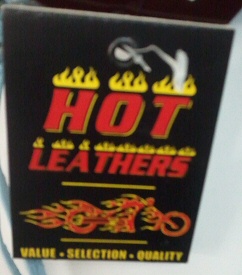 HOT
LEATHERS
VALUE • SELECTION • QUALITY